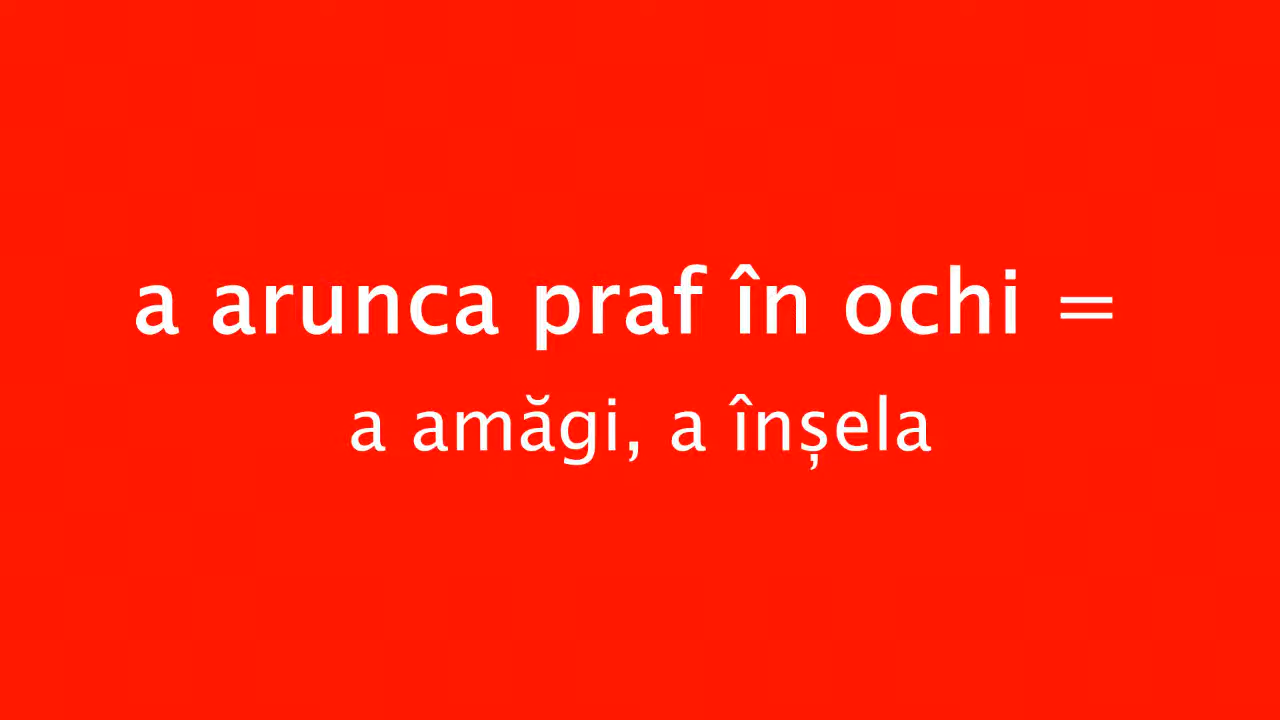 a arunca praf în ochi =
a amăgi, a înșela